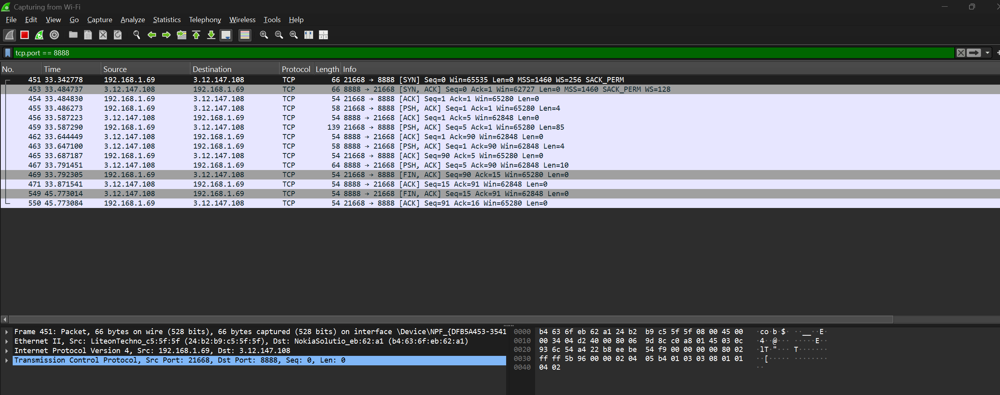 Capturing from Wi-Fi
File Edit View Go Capture Analyze Statistics Telephony Wireless Tools Help
tcp.port == 8888
No. Time Source Destination Protocol Length Info
451 33.342778 192.168.1.69 3.12.147.108 TCP 66 21668 → 8888 [SYN] Seq=0 Win=65535 Len=0 MSS=1460 WS=256 SACK_PERM
453 33.484737 3.12.147.108 192.168.1.69 TCP 66 8888 → 21668 [SYN, ACK] Seq=0 Ack=1 Win=62727 Len=0 MSS=1460 SACK_PERM WS=128
454 33.484830 192.168.1.69 3.12.147.108 TCP 54 21668 → 8888 [ACK] Seq=1 Ack=1 Win=65280 Len=0
455 33.486273 192.168.1.69 3.12.147.108 TCP 58 21668 → 8888 [PSH, ACK] Seq=1 Ack=1 Win=65280 Len=4
456 33.587223 3.12.147.108 192.168.1.69 TCP 54 8888 → 21668 [ACK] Seq=1 Ack=5 Win=62848 Len=0
459 33.587290 192.168.1.69 3.12.147.108 TCP 139 21668 → 8888 [PSH, ACK] Seq=5 Ack=1 Win=65280 Len=85
462 33.644449 3.12.147.108 192.168.1.69 TCP 54 8888 → 21668 [ACK] Seq=1 Ack=90 Win=62848 Len=0
463 33.647100 3.12.147.108 192.168.1.69 TCP 58 8888 → 21668 [PSH, ACK] Seq=1 Ack=90 Win=62848 Len=4
465 33.687187 192.168.1.69 3.12.147.108 TCP 54 21668 → 8888 [ACK] Seq=90 Ack=5 Win=65280 Len=0
467 33.791451 3.12.147.108 192.168.1.69 TCP 64 8888 → 21668 [PSH, ACK] Seq=5 Ack=90 Win=62848 Len=10
469 33.792305 192.168.1.69 3.12.147.108 TCP 54 21668 → 8888 [FIN, ACK] Seq=90 Ack=15 Win=65280 Len=0
471 33.871541 3.12.147.108 192.168.1.69 TCP 54 8888 → 21668 [ACK] Seq=15 Ack=91 Win=62848 Len=0
549 45.773014 3.12.147.108 192.168.1.69 TCP 54 8888 → 21668 [FIN, ACK] Seq=15 Ack=91 Win=62848 Len=0
550 45.773084 192.168.1.69 3.12.147.108 TCP 54 21668 → 8888 [ACK] Seq=91 Ack=16 Win=65280 Len=0
Frame 451: Packet, 66 bytes on wire (528 bits), 66 bytes captured (528 bits) on interface \Device\NPF_{DFB5A453-3541
Ethernet II, Src: LiteonTechno_c5:5f:5f (24:b2:b9:c5:5f:5f), Dst: NokiaSolutio_eb:62:a1 (b4:63:6f:eb:62:a1)
Internet Protocol Version 4, Src: 192.168.1.69, Dst: 3.12.147.108
Transmission Control Protocol, Src Port: 21668, Dst Port: 8888, Seq: 0, Len: 0
0000 b4 63 6f eb 62 a1 24 b2 b9 c5 5f 5f 08 00 45 00 ·co·b·$· ··__··E·
0010 00 34 04 d2 40 00 80 06 9d 8c c0 a8 01 45 03 0c ·4··@··· ·····E··
0020 93 6c 54 a4 22 b8 ee be 54 f9 00 00 00 00 80 02 ·lT·"··· T·······
0030 ff ff 5b 96 00 00 02 04 05 b4 01 03 03 08 01 01 ··[····· ········
0040 04 02 ··